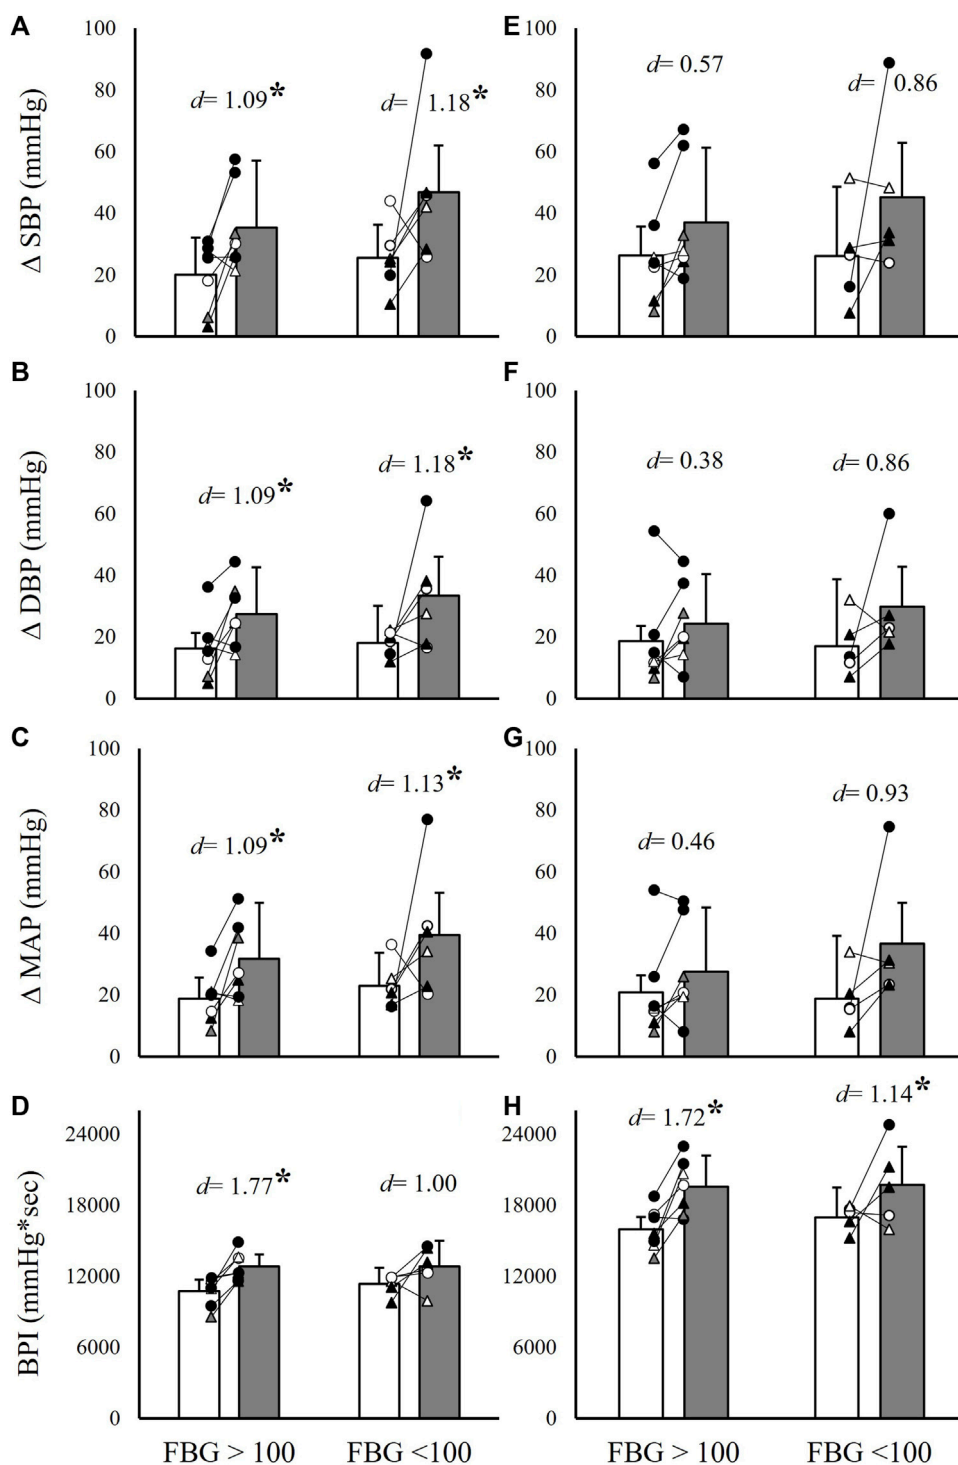 A
Δ SBP (mmHg)
100
80
60
40
20
0
d= 1.09*
d= 1.18*
E
100
80
60
40
20
0
d= 0.57
d= 0.86
B
Δ DBP (mmHg)
100
80
60
40
20
0
d= 1.09*
d= 1.18*
F
100
80
60
40
20
0
d= 0.38
d= 0.86
C
Δ MAP (mmHg)
100
80
60
40
20
0
d= 1.09*
d= 1.13*
G
100
80
60
40
20
0
d= 0.46
d= 0.93
D
BPI (mmHg*sec)
24000
18000
12000
6000
0
d= 1.77*
d= 1.00
FBG > 100
FBG <100
H
24000
18000
12000
6000
0
d= 1.72*
d= 1.14*
FBG > 100
FBG <100